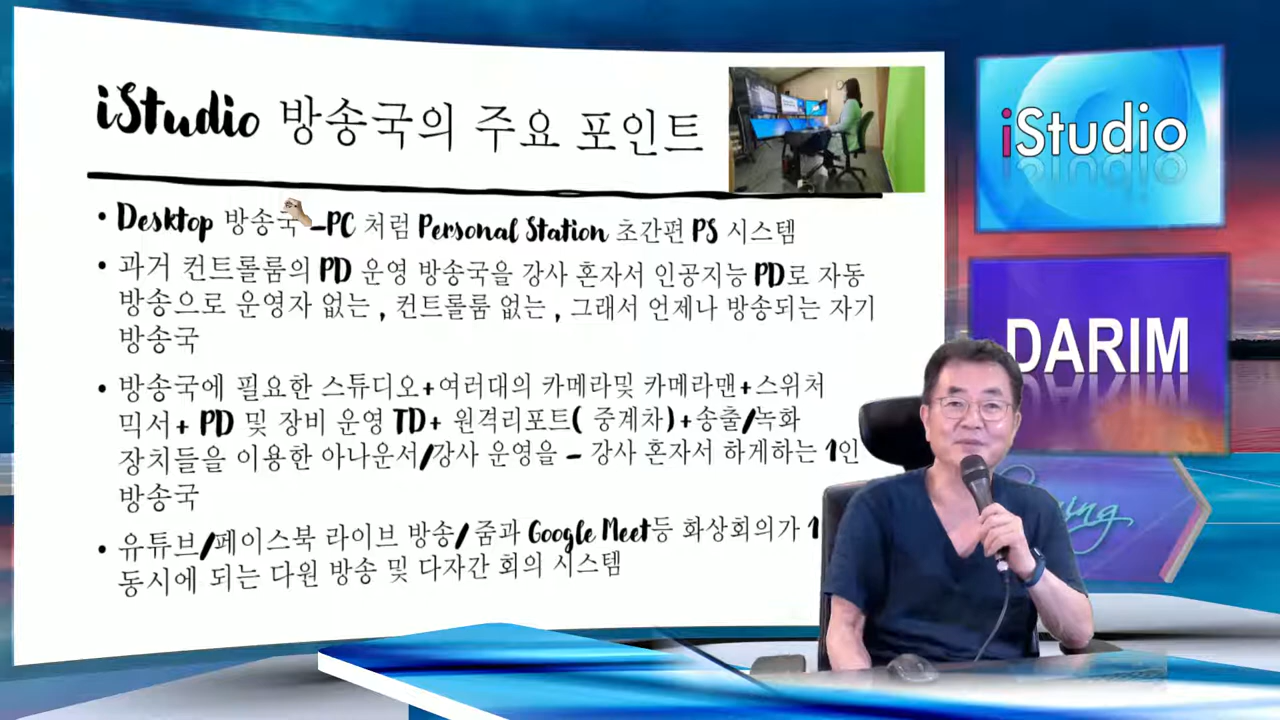 iStudio 방송국의 주요 포인트
• Desktop 방송국 -PC 처럼 Personal Station 초간편 PS 시스템
• 과거 컨트롤룸의 PD 운영 방송국을 강사 혼자서 인공지능 PD로 자동
방송으로 운영자 없는 , 컨트롤룸 없는 , 그래서 언제나 방송되는 자기
방송국
• 방송국에 필요한 스튜디오+여러대의 카메라및 카메라맨+스위처
믹서+ PD 및 장비 운영 TD+ 원격리포트( 중계차)+송출/녹화
장치들을 이용한 아나운서/강사 운영을 - 강사 혼자서 하게하는 1인
방송국
• 유튜브/페이스북 라이브 방송/ 줌과 Google Meet등 화상회의가 1
동시에 되는 다원 방송 및 다자간 회의 시스템
iStudio
DARIM